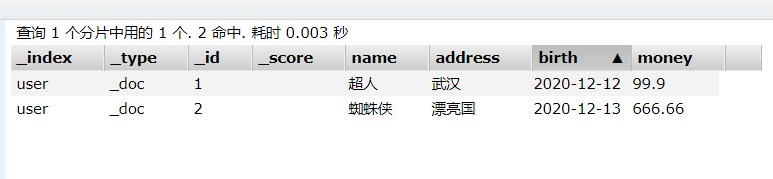 查询 1 个分片中用的 1 个. 2 命中. 耗时 0.003 秒
_index _type _id _score name address birth ▲ money
user _doc 1 超人 武汉 2020-12-12 99.9
user _doc 2 蜘蛛侠 漂亮国 2020-12-13 666.66